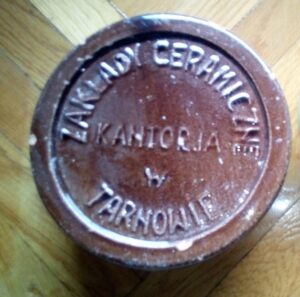 ZAKŁADY CERAMICZNE
KANTORJA
W
TARNOWIE